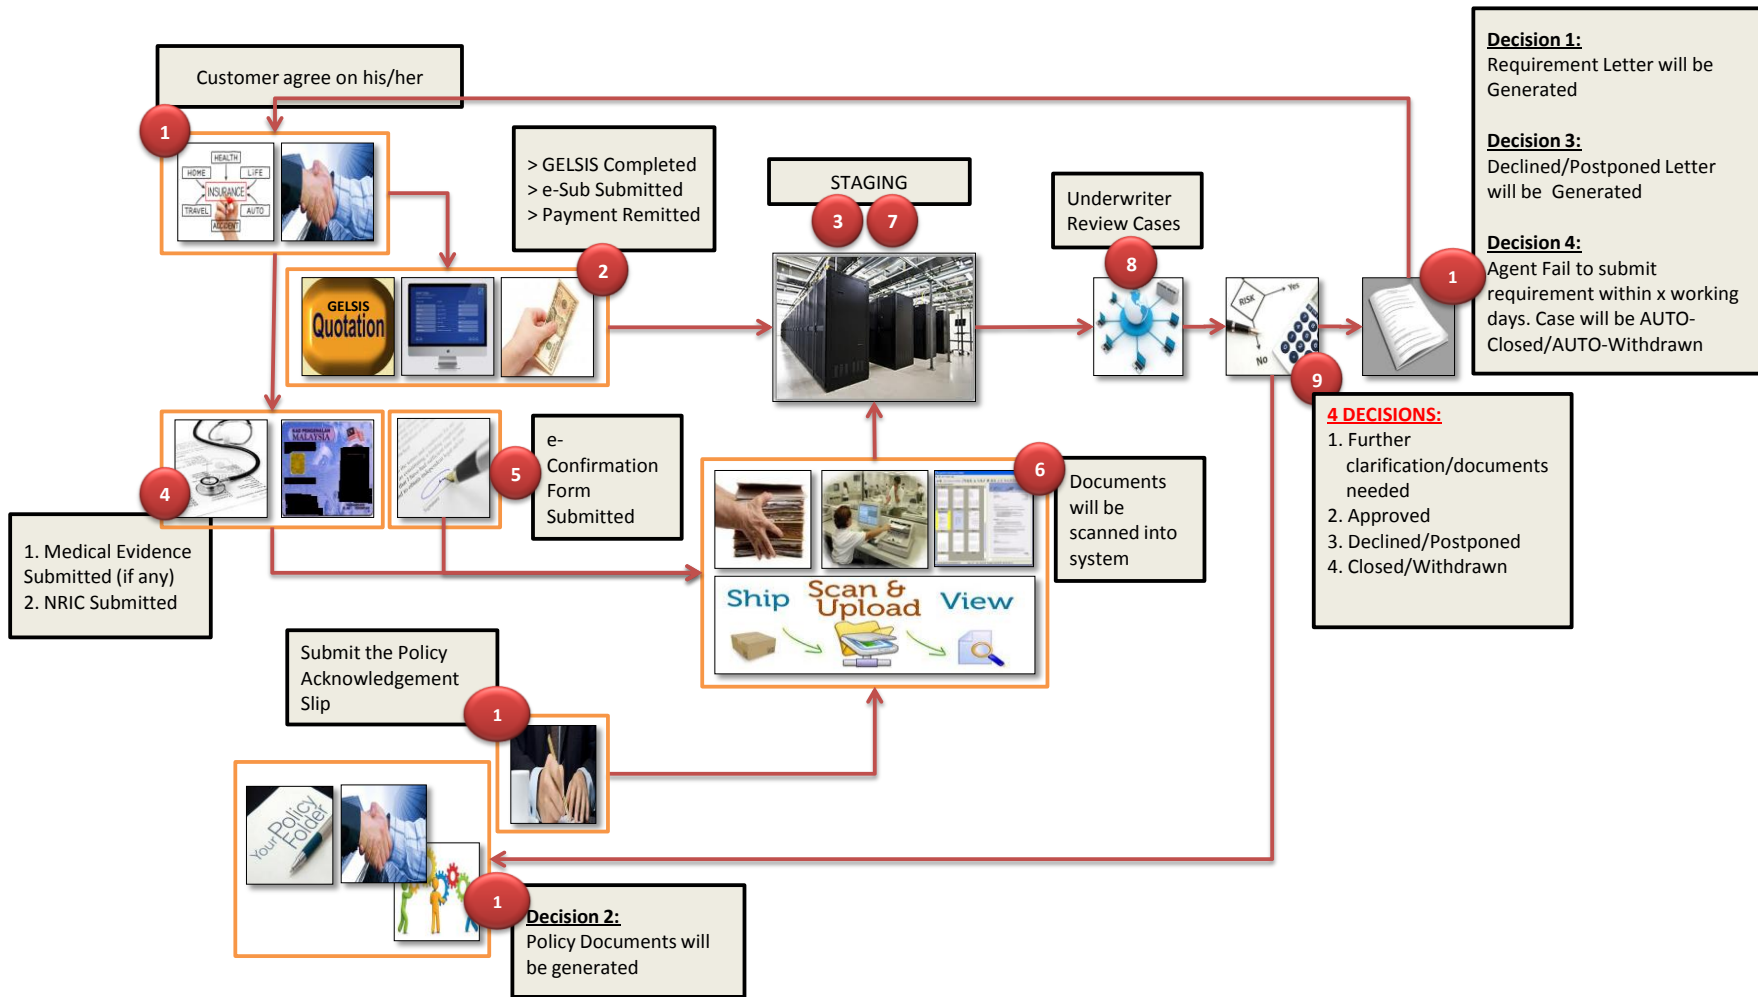 Customer agree on his/her
1
HEALTH
HOME
LIFE
INSURANCE
TRAVEL
AUTO
ACCIDENT
> GELSIS Completed
> e-Sub Submitted
> Payment Remitted
2
GELSIS
Quotation
STAGING
3
7
Underwriter
Review Cases
8
RISK
Yes
No
9
1
Decision 1:
Requirement Letter will be
Generated
Decision 3:
Declined/Postponed Letter
will be Generated
Decision 4:
Agent Fail to submit
requirement within x working
days. Case will be AUTO-
Closed/AUTO-Withdrawn
4 DECISIONS:
1. Further
clarification/documents
needed
2. Approved
3. Declined/Postponed
4. Closed/Withdrawn
MALAYSIA
4
1. Medical Evidence
Submitted (if any)
2. NRIC Submitted
5
e-
Confirmation
Form
Submitted
6
Documents
will be
scanned into
system
Ship
Scan &
Upload
View
Submit the Policy
Acknowledgement
Slip
1
Your Policy
Folder
1
Decision 2:
Policy Documents will
be generated